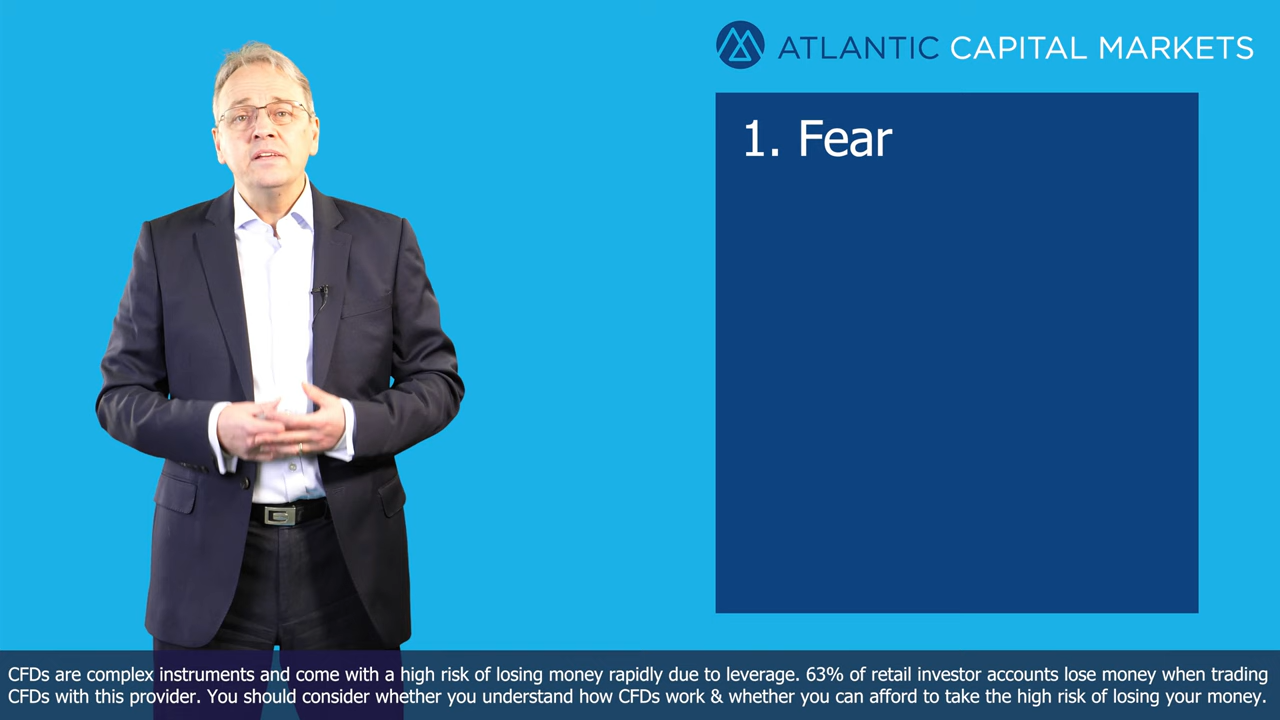 ATLANTIC CAPITAL MARKETS
1. Fear
CFDs are complex instruments and come with a high risk of losing money rapidly due to leverage. 63% of retail investor accounts lose money when trading
CFDs with this provider. You should consider whether you understand how CFDs work & whether you can afford to take the high risk of losing your money.